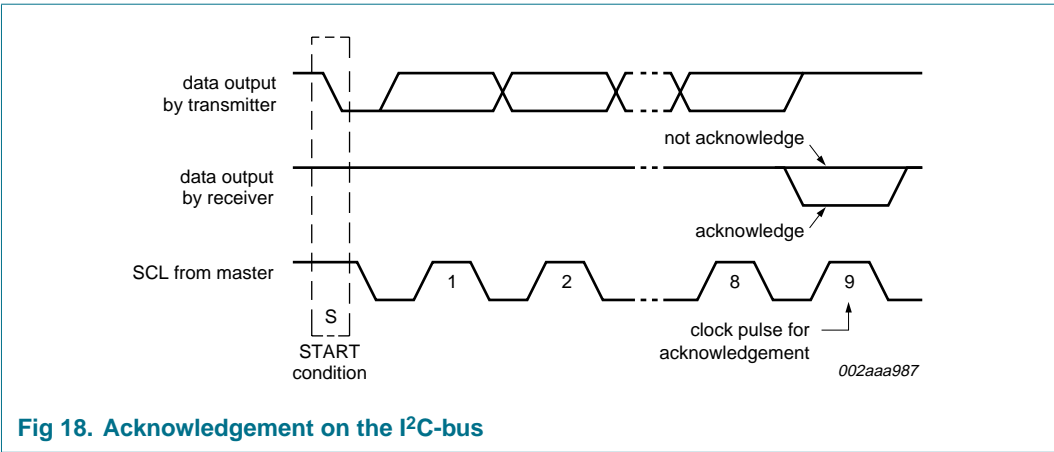 data output
by transmitter
not acknowledge
data output
by receiver
acknowledge
SCL from master
1
2
8
9
S
START
condition
clock pulse for
acknowledgement
002aaa987
Fig 18. Acknowledgement on the I²C-bus